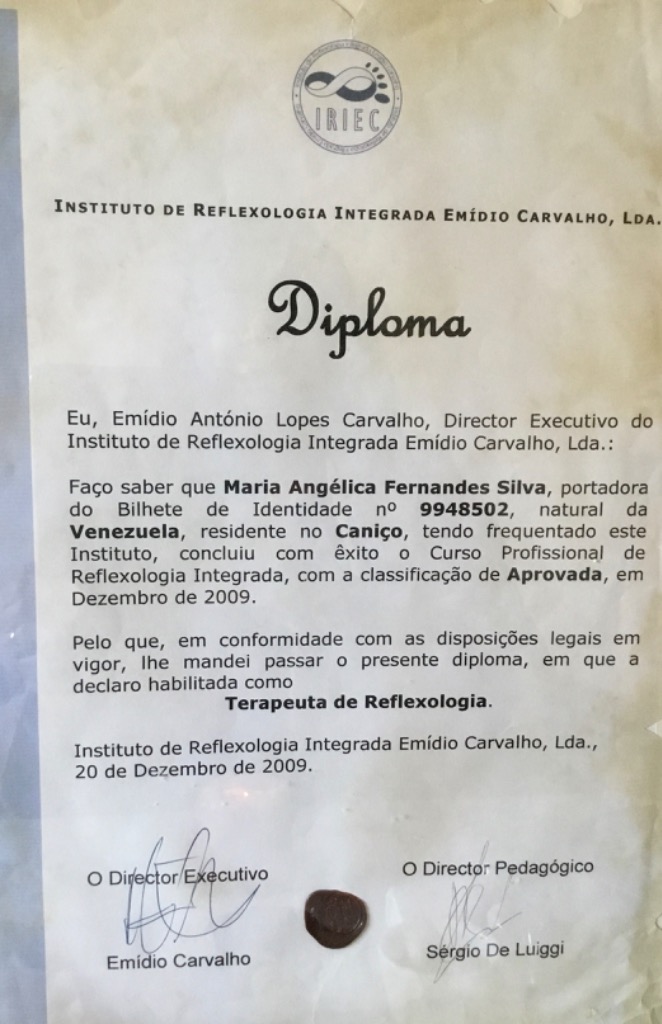 IRIEC
INSTITUTO DE REFLEXOLOGIA INTEGRADA EMÍDIO CARVALHO, LDA.
Diploma
Eu, Emídio António Lopes Carvalho, Director Executivo do
Instituto de Reflexologia Integrada Emídio Carvalho, Lda.:
Faço saber que Maria Angélica Fernandes Silva, portadora
do Bilhete de Identidade nº 9948502, natural da
Venezuela, residente no Caniço, tendo frequentado este
Instituto, concluiu com êxito o Curso Profissional de
Reflexologia Integrada, com a classificação de Aprovada, em
Dezembro de 2009.
Pelo que, em conformidade com as disposições legais em
vigor, lhe mandei passar o presente diploma, em que a
declaro habilitada como
Terapeuta de Reflexologia.
Instituto de Reflexologia Integrada Emídio Carvalho, Lda.,
20 de Dezembro de 2009.
O Director Executivo
O Director Pedagógico
Emídio Carvalho
Sérgio De Luiggi